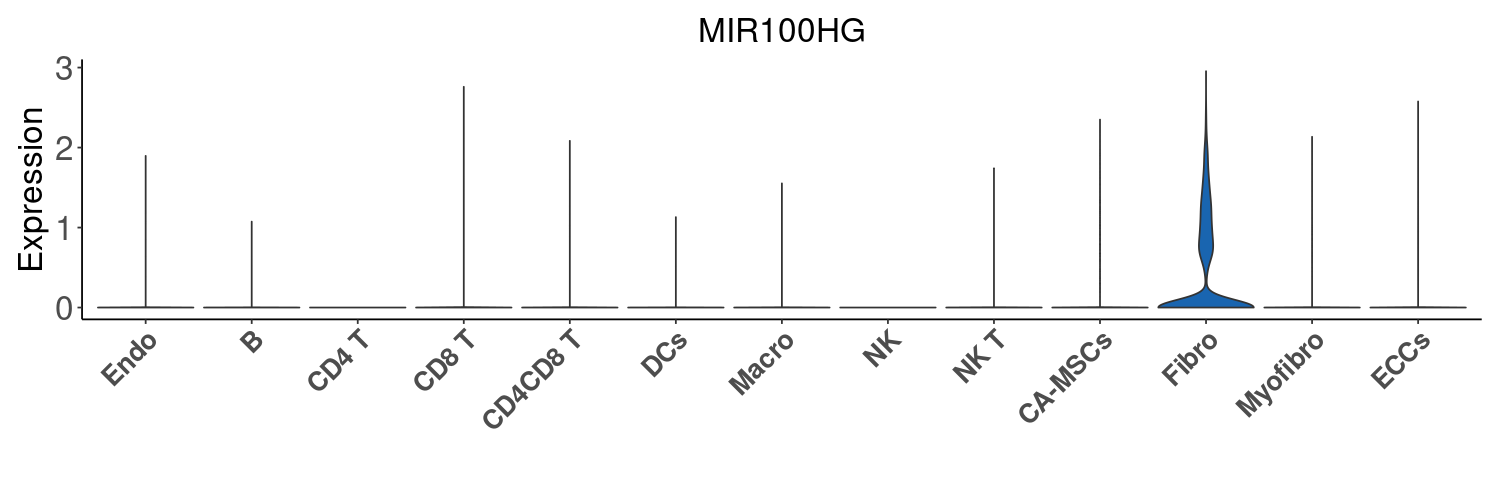 MIR100HG
Expression
3
2
1
0
Endo
B
CD4 T
CD8 T
CD4CD8 T
DCs
Macro
NK
NK T
CA-MSCs
Fibro
Myofibro
ECCs